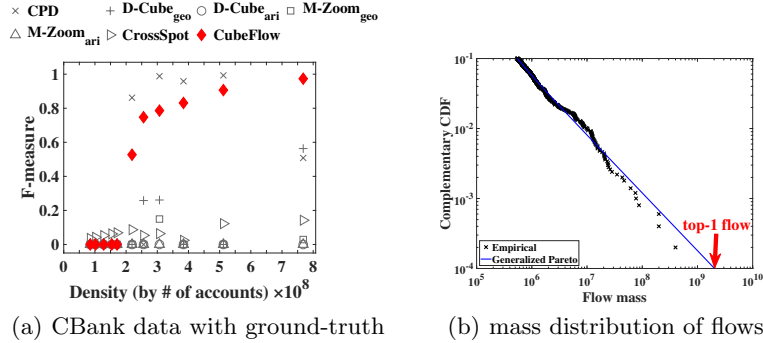 × CPD + D-Cube_geo ○ D-Cube_ari □ M-Zoom_geo
△ M-Zoom_ari ▷ CrossSpot ♦ CubeFlow
F-measure
1
0.8
0.6
0.4
0.2
0
0 1 2 3 4 5 6 7 8
Density (by # of accounts) ×10^8
(a) CBank data with ground-truth
Complementary CDF
10^-1
10^-2
10^-3
10^-4
top-1 flow
× Empirical
Generalized Pareto
10^5 10^6 10^7 10^8 10^9 10^10
Flow mass
(b) mass distribution of flows